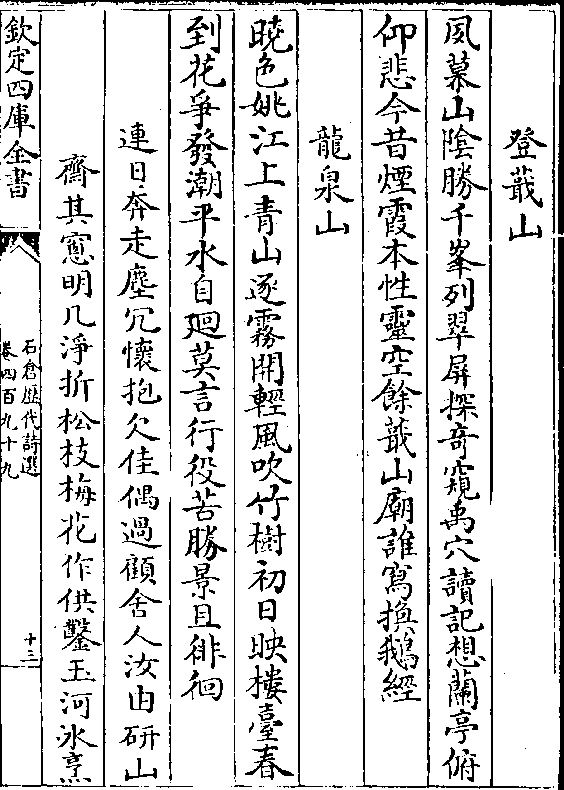 登蕺山
夙慕山陰勝千峯列翠屏探竒窺禹穴讀記想蘭亭俯
仰悲今昔煙霞本性靈空餘蕺山廟誰寫換鵝經
龍泉山
曉色姚江上青山逐霧開輕風吹竹樹初日映樓臺春
到花爭發潮平水自廻莫言行役苦勝景且徘徊
連日奔走塵冗懷抱欠佳偶過顧舍人汝由研山
齋其窻明几淨折松枝梅花作供鑿玉河冰烹
欽定四庫全書
石倉歴代詩選
卷四百九十九
十三